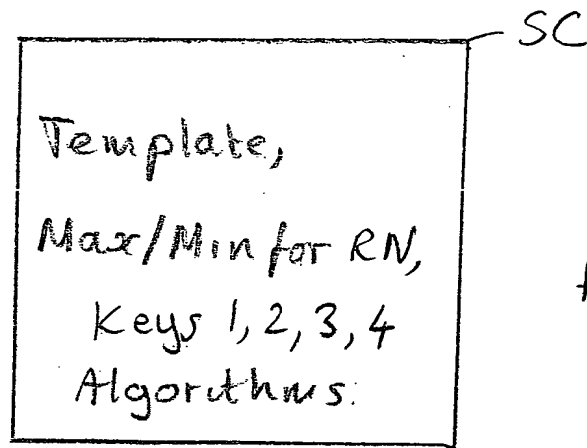 SC
Template,
Max/Min for RN,
Keys 1, 2, 3, 4
Algorithms.